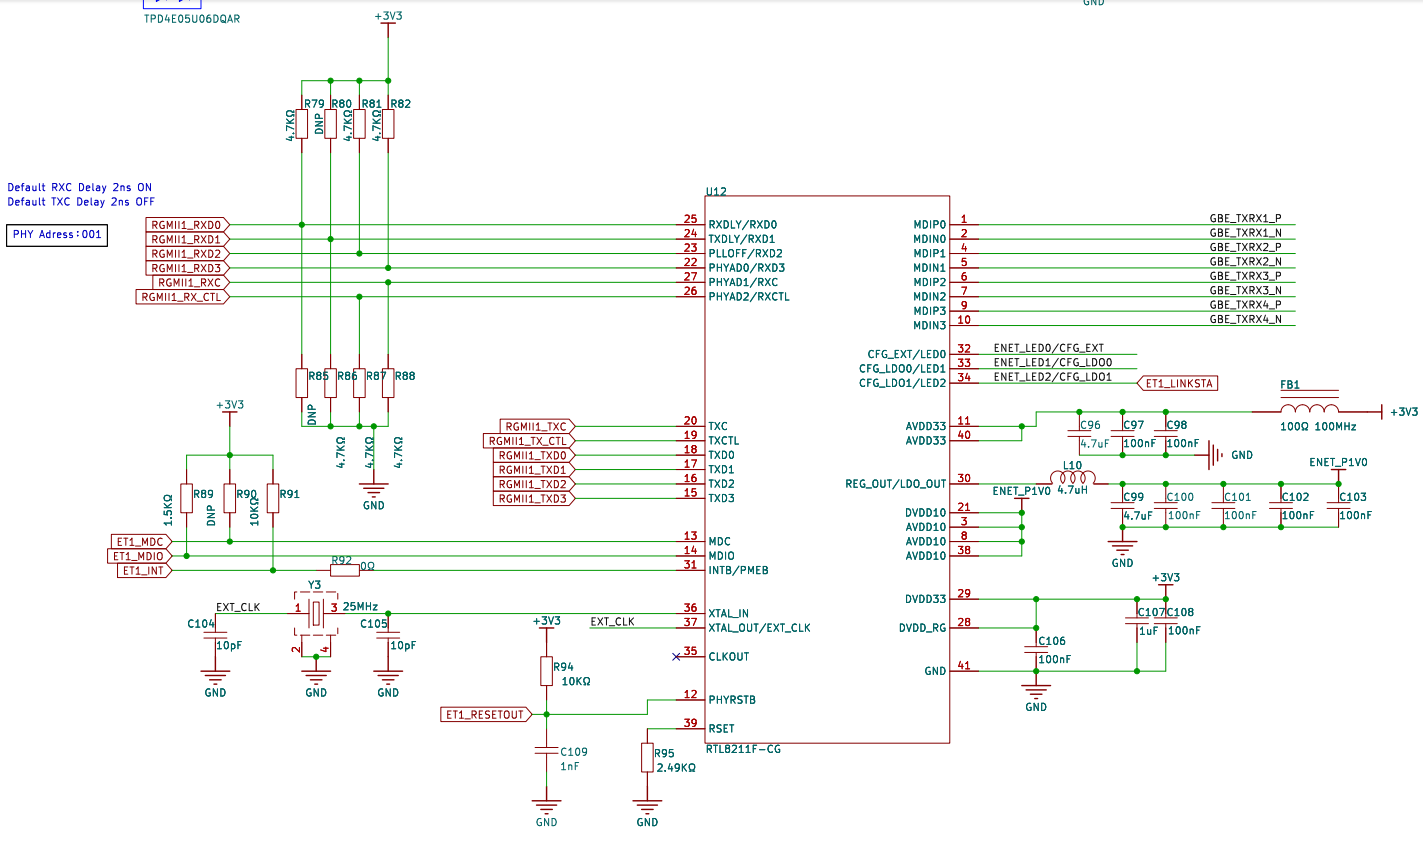 GND
TPD4E05U06DQAR
+3V3
R79
R80
R81
R82
4.7KΩ
DNP
4.7KΩ
4.7KΩ
Default RXC Delay 2ns ON
Default TXC Delay 2ns OFF
PHY Adress:001
RGMII1_RXD0
RGMII1_RXD1
RGMII1_RXD2
RGMII1_RXD3
RGMII1_RXC
RGMII1_RX_CTL
R85
R86
R87
R88
DNP
4.7KΩ
4.7KΩ
4.7KΩ
GND
+3V3
R89
R90
R91
1.5KΩ
DNP
10KΩ
ET1_MDC
ET1_MDIO
ET1_INT
R92
0Ω
RGMII1_TXC
RGMII1_TX_CTL
RGMII1_TXD0
RGMII1_TXD1
RGMII1_TXD2
RGMII1_TXD3
EXT_CLK
Y3
25MHz
1
3
2
4
C104
10pF
GND
GND
C105
10pF
GND
EXT_CLK
+3V3
R94
10KΩ
ET1_RESETOUT
C109
1nF
GND
R95
2.49KΩ
GND
U12
25 RXDLY/RXD0
24 TXDLY/RXD1
23 PLLOFF/RXD2
22 PHYAD0/RXD3
27 PHYAD1/RXC
26 PHYAD2/RXCTL
20 TXC
19 TXCTL
18 TXD0
17 TXD1
16 TXD2
15 TXD3
13 MDC
14 MDIO
31 INTB/PMEB
36 XTAL_IN
37 XTAL_OUT/EXT_CLK
35 CLKOUT
12 PHYRSTB
39 RSET
RTL8211F-CG
MDIP0 1 GBE_TXRX1_P
MDIN0 2 GBE_TXRX1_N
MDIP1 4 GBE_TXRX2_P
MDIN1 5 GBE_TXRX2_N
MDIP2 6 GBE_TXRX3_P
MDIN2 7 GBE_TXRX3_N
MDIP3 9 GBE_TXRX4_P
MDIN3 10 GBE_TXRX4_N
CFG_EXT/LED0 32 ENET_LED0/CFG_EXT
CFG_LDO0/LED1 33 ENET_LED1/CFG_LDO0
CFG_LDO1/LED2 34 ENET_LED2/CFG_LDO1
ET1_LINKSTA
AVDD33 11
AVDD33 40
REG_OUT/LDO_OUT 30
DVDD10 21
AVDD10 3
AVDD10 8
AVDD10 38
DVDD33 29
DVDD_RG 28
GND 41
FB1
100Ω 100MHz
+3V3
C96
4.7uF
C97
100nF
C98
100nF
GND
L10
4.7uH
ENET_P1V0
ENET_P1V0
C99
4.7uF
C100
100nF
C101
100nF
C102
100nF
C103
100nF
GND
+3V3
C106
100nF
C107
1uF
C108
100nF
GND